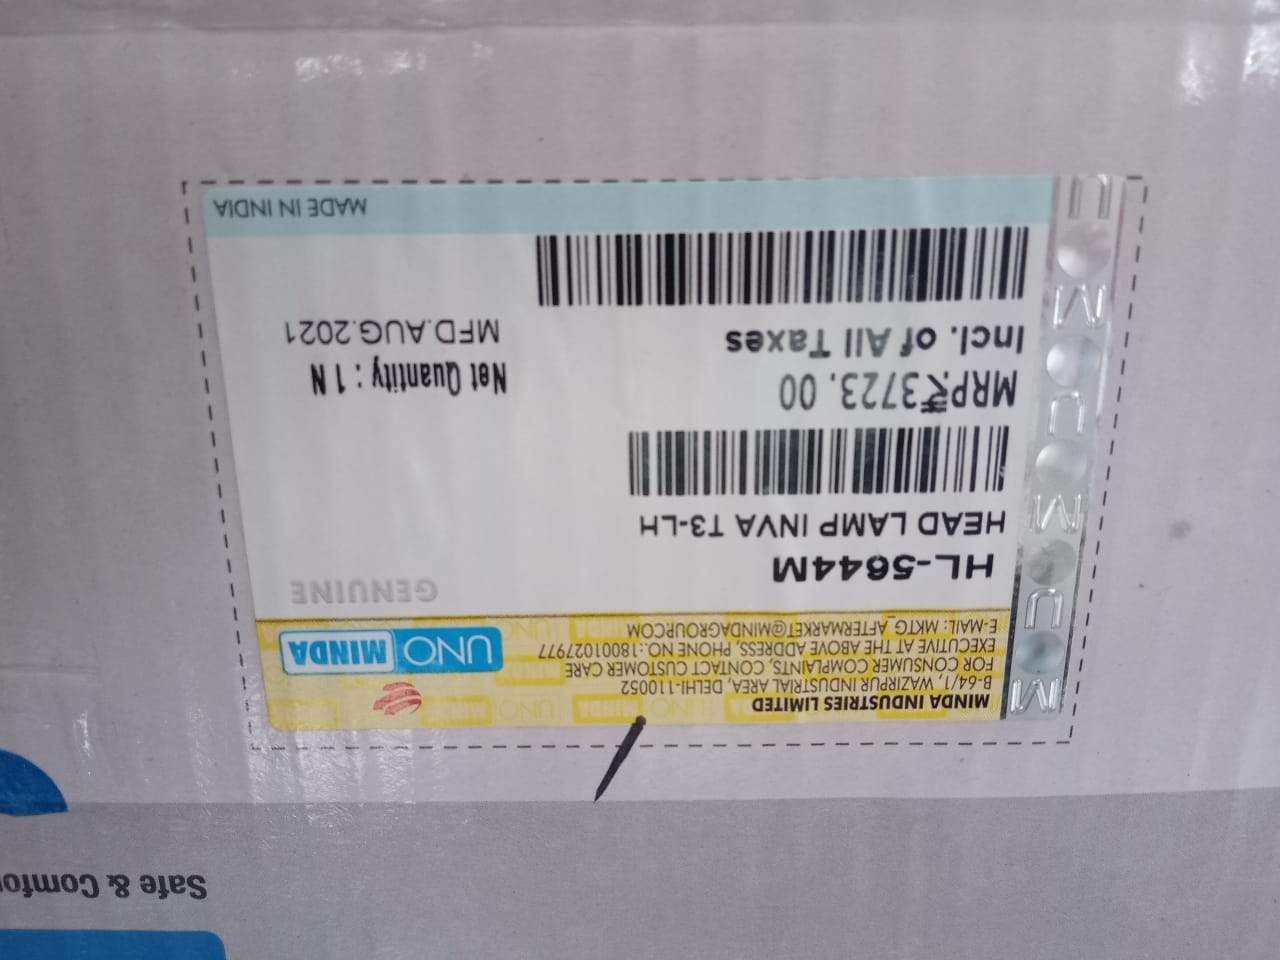 MINDA INDUSTRIES LIMITED
B-64/1, WAZIRPUR INDUSTRIAL AREA, DELHI-110052
FOR CONSUMER COMPLAINTS, CONTACT CUSTOMER CARE
EXECUTIVE AT THE ABOVE ADDRESS, PHONE NO.:18001027977
E-MAIL: MKTG_AFTERMARKET@MINDAGROUP.COM
UNO MINDA
GENUINE
HL-5644M
HEAD LAMP INVA T3-LH
MRP.₹3723.00
Incl. of All Taxes
Net Quantity : 1 N
MFD.AUG.2021
MADE IN INDIA
Safe & Comfor